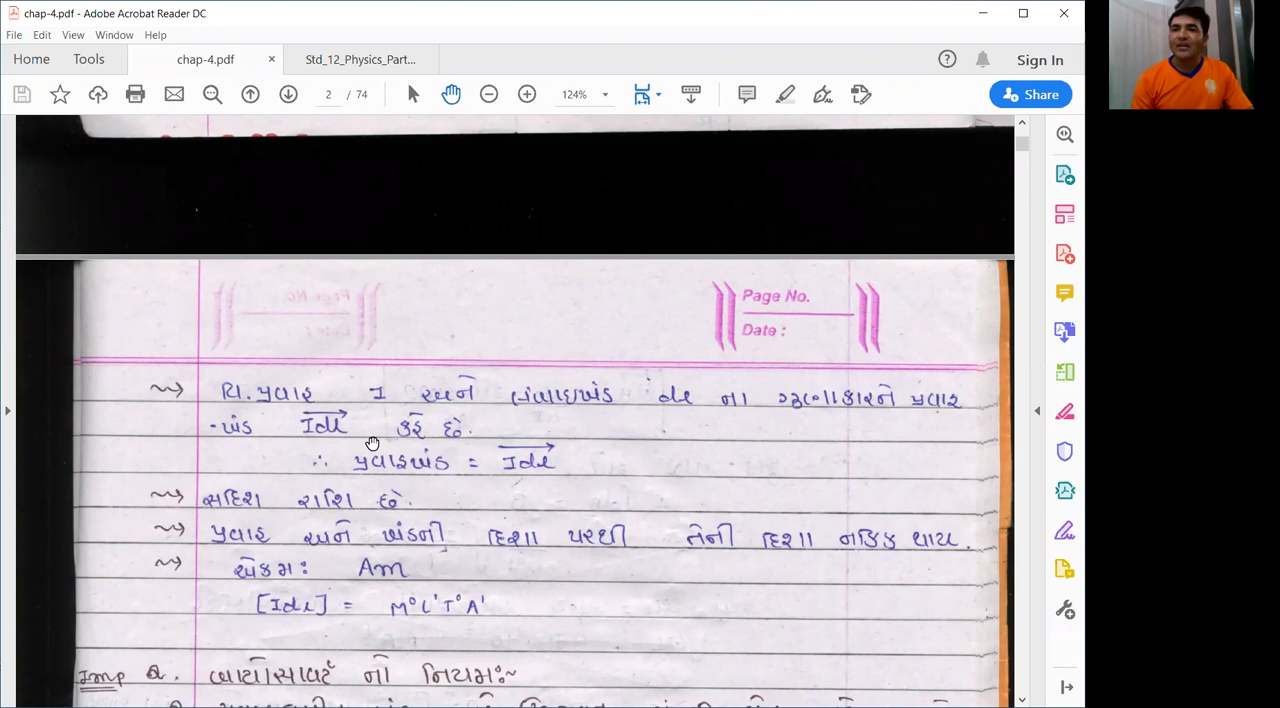 chap-4.pdf - Adobe Acrobat Reader DC
File Edit View Window Help
Home Tools chap-4.pdf × Std_12_Physics_Part... Sign In
2 / 74 124% Share
Page No.
Date :
વિ. પ્રવાહ I અને લંબાઇખંડ dl ના ગુણાકારને પ્રવાહ
-ખંડ Idl કહે છે.
∴ પ્રવાહખંડ = Idl
સદિશ રાશિ છે.
પ્રવાહ અને ખંડની દિશા પરથી તેની દિશા નક્કિ થાય.
એકમ: Am
[Idl] = M⁰L¹T⁰A¹
Imp Q. બાયોસાવર્ટ નો નિયમ:~